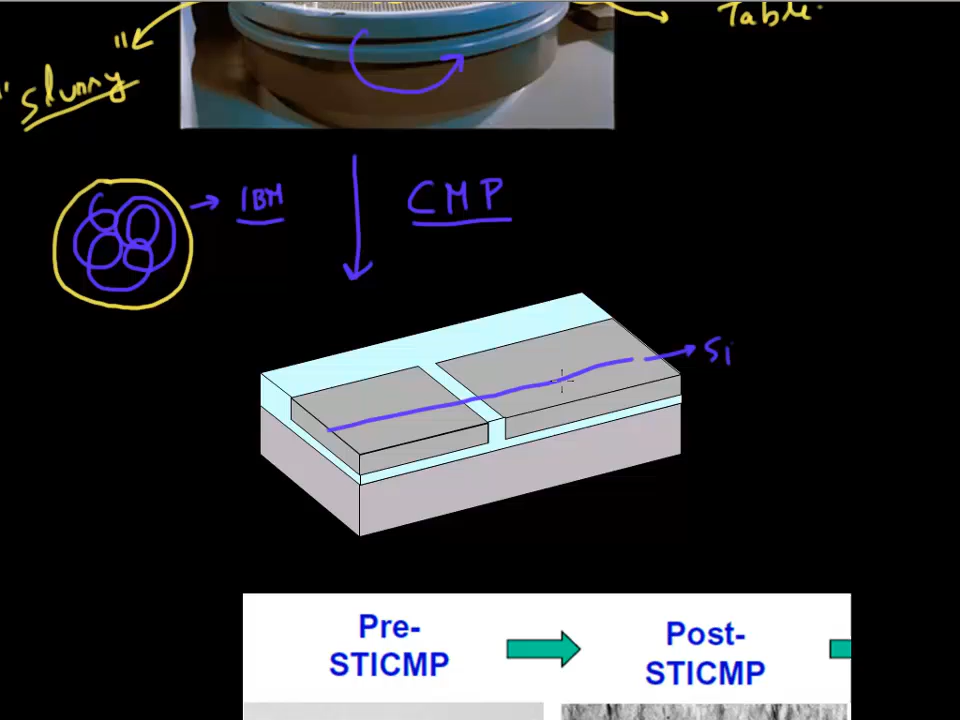 Table
"Slurry"
IBM
CMP
Si
Pre-
STICMP
Post-
STICMP